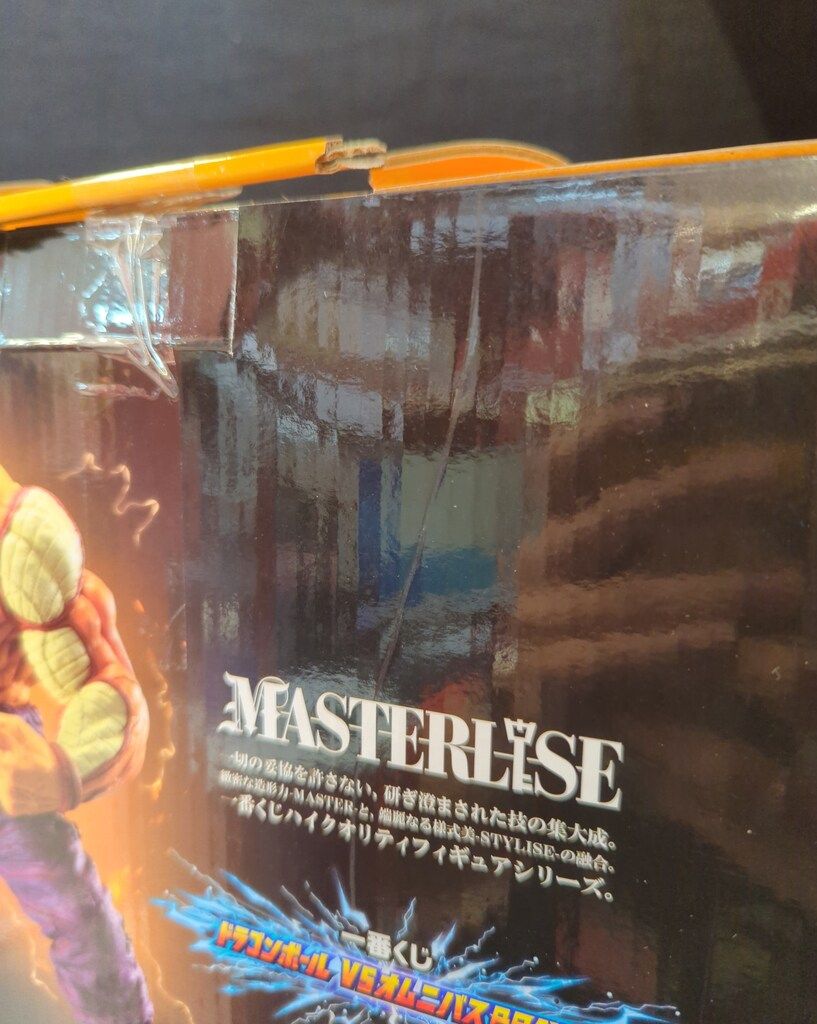 MASTERLISE
一切の妥協を許さない、研ぎ澄まされた技の集大成。
緻密な造形力-MASTER-と、端麗なる様式美-STYLISE-の融合。
一番くじハイクオリティフィギュアシリーズ。
一番くじ
ドラゴンボール VSオムニバス